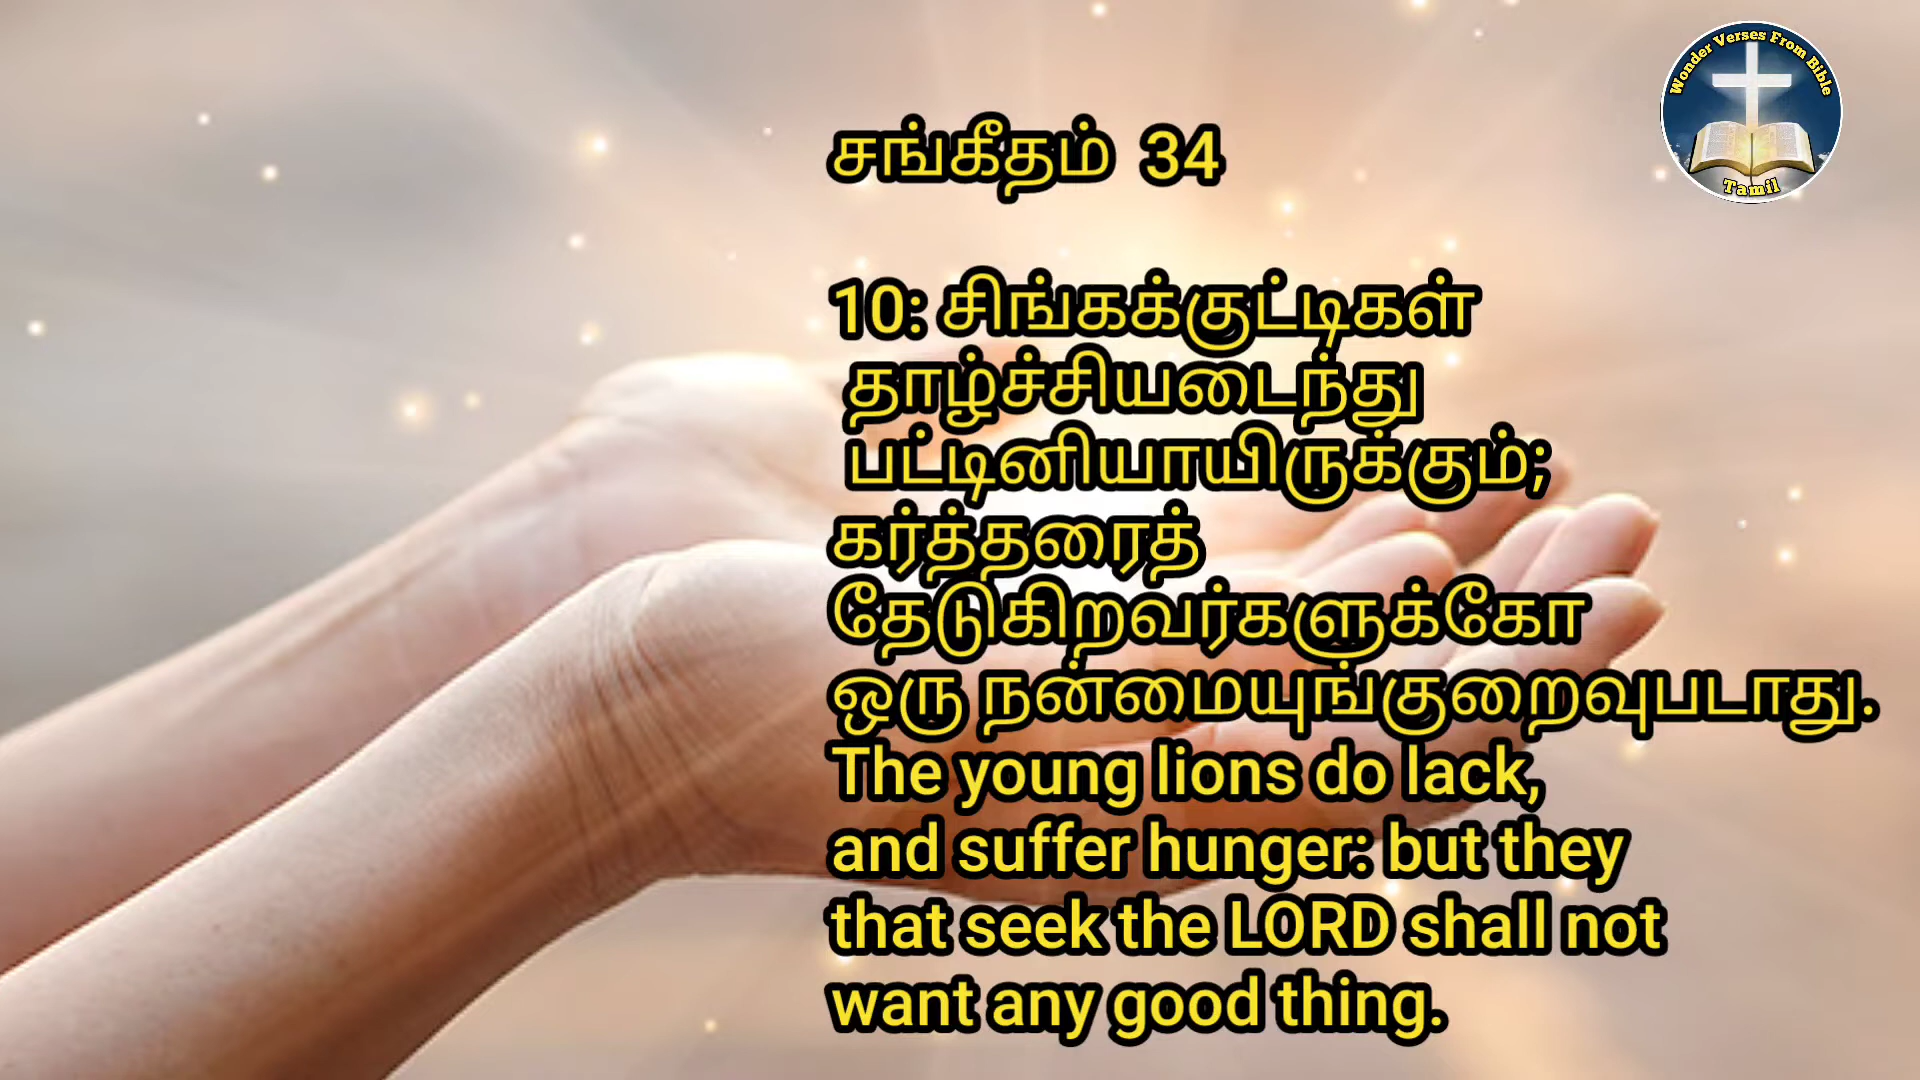 Wonder Verses From Bible
Tamil
சங்கீதம் 34
10: சிங்கக்குட்டிகள்
தாழ்ச்சியடைந்து
பட்டினியாயிருக்கும்;
கர்த்தரைத்
தேடுகிறவர்களுக்கோ
ஒரு நன்மையுங்குறைவுபடாது.
The young lions do lack,
and suffer hunger: but they
that seek the LORD shall not
want any good thing.